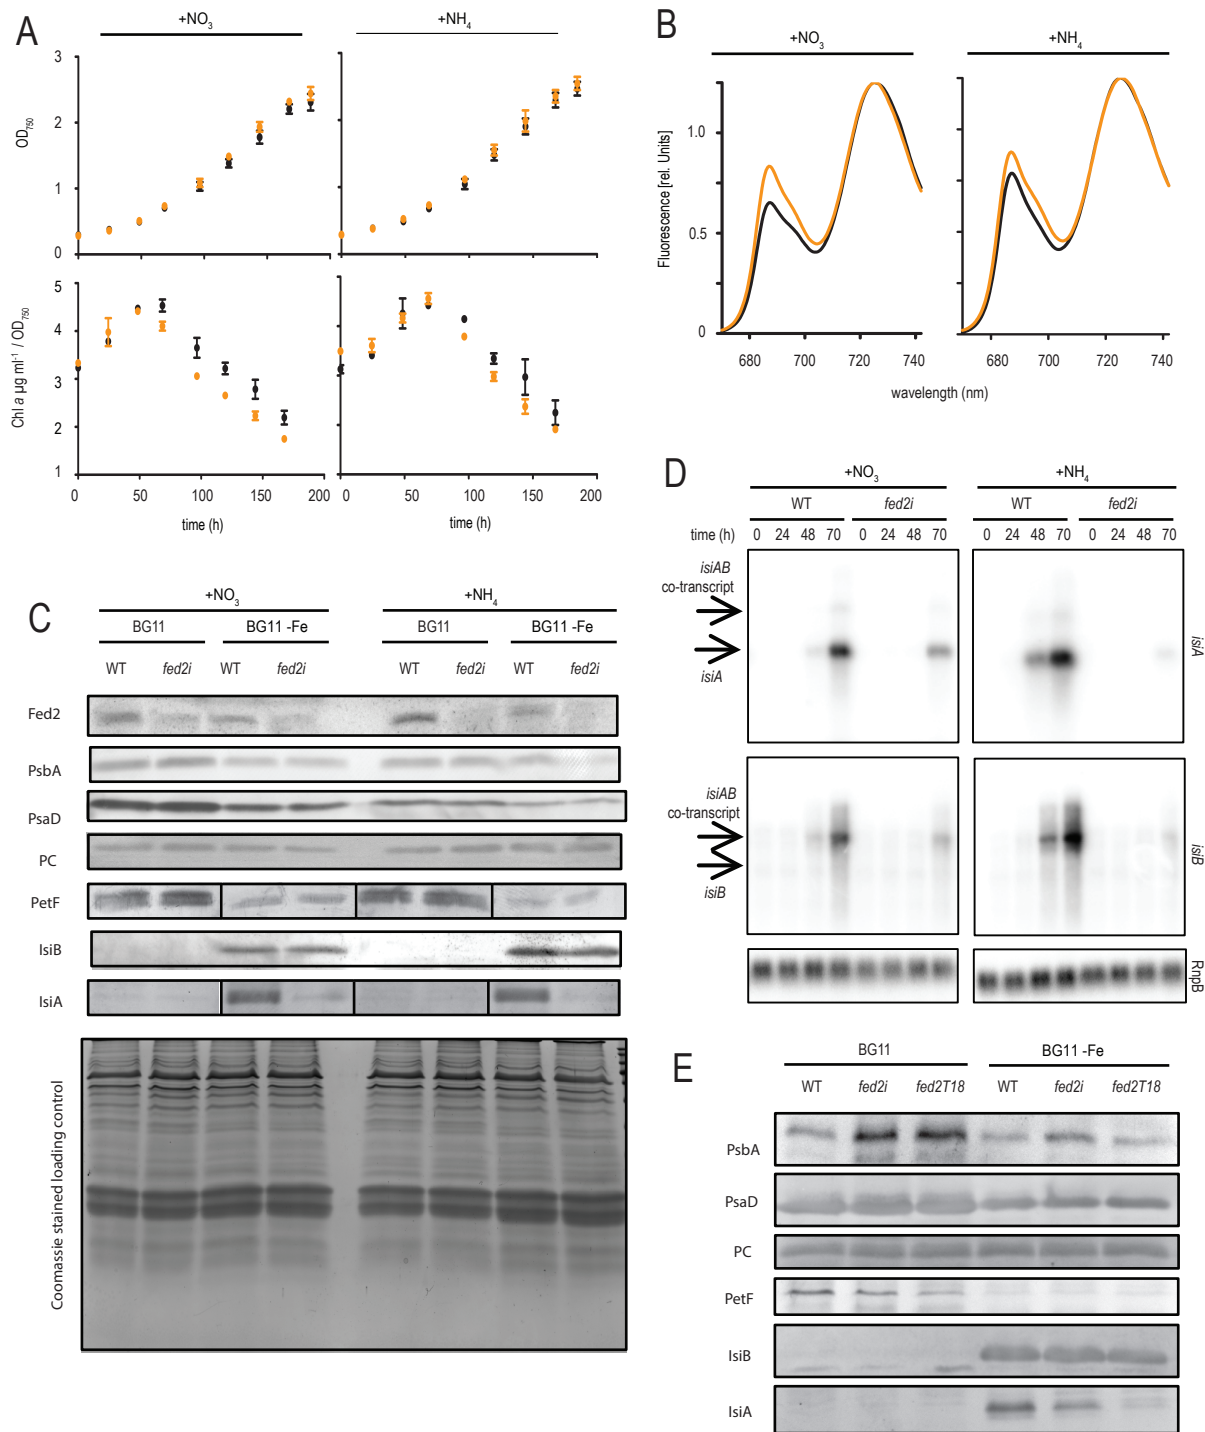 A
+NO3
+NH4
OD750
3
2
1
0
Chl a µg ml-1 / OD750
5
4
3
2
1
0 50 100 150 200
0 50 100 150 200
time (h)
time (h)
B
+NO3
+NH4
Fluorescence [rel. Units]
1.0
0.5
0
680 700 720 740
680 700 720 740
wavelength (nm)
C
+NO3
+NH4
BG11
BG11 -Fe
BG11
BG11 -Fe
WT fed2i WT fed2i WT fed2i WT fed2i
Fed2
PsbA
PsaD
PC
PetF
IsiB
IsiA
Coomassie stained loading control
D
+NO3
+NH4
WT fed2i WT fed2i
time (h) 0 24 48 70 0 24 48 70 0 24 48 70 0 24 48 70
isiAB
co-transcript
isiA
isiA
isiAB
co-transcript
isiB
isiB
RnpB
E
BG11
BG11 -Fe
WT fed2i fed2T18 WT fed2i fed2T18
PsbA
PsaD
PC
PetF
IsiB
IsiA